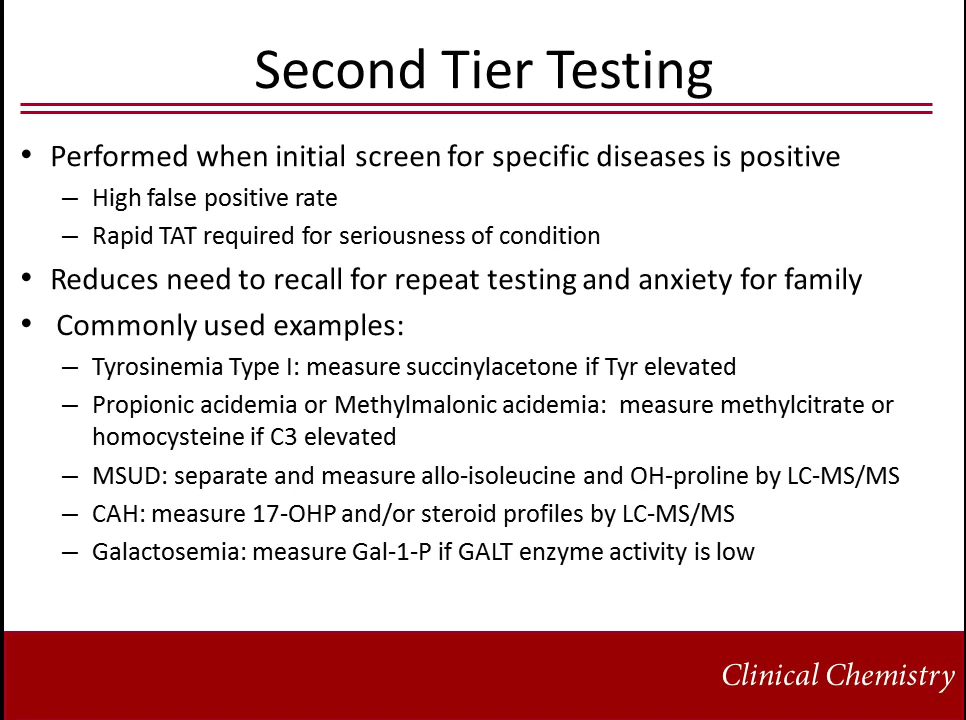 Second Tier Testing
• Performed when initial screen for specific diseases is positive
– High false positive rate
– Rapid TAT required for seriousness of condition
• Reduces need to recall for repeat testing and anxiety for family
• Commonly used examples:
– Tyrosinemia Type I: measure succinylacetone if Tyr elevated
– Propionic acidemia or Methylmalonic acidemia:  measure methylcitrate or
homocysteine if C3 elevated
– MSUD: separate and measure allo-isoleucine and OH-proline by LC-MS/MS
– CAH: measure 17-OHP and/or steroid profiles by LC-MS/MS
– Galactosemia: measure Gal-1-P if GALT enzyme activity is low
Clinical Chemistry